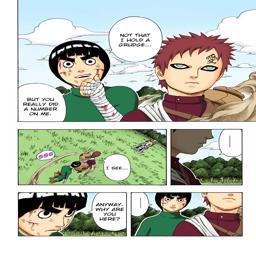 NOT THAT
I HOLD A
GRUDGE...
BUT YOU
REALLY DID
A NUMBER
ON ME.
I SEE...
ANYWAY.
WHY ARE
YOU
HERE?